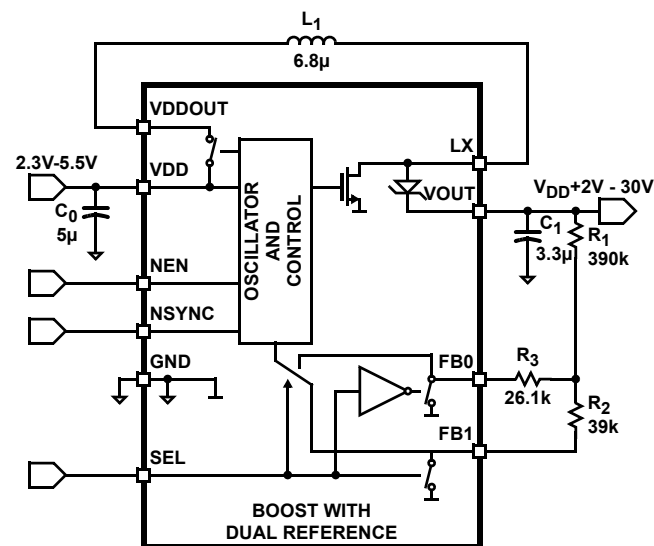 L1
6.8μ
VDDOUT
2.3V-5.5V
VDD
LX
VDD+2V - 30V
VOUT
C0
5μ
OSCILLATOR
AND
CONTROL
C1
3.3μ
R1
390k
NEN
NSYNC
GND
FB0
R3
26.1k
R2
39k
FB1
SEL
BOOST WITH
DUAL REFERENCE